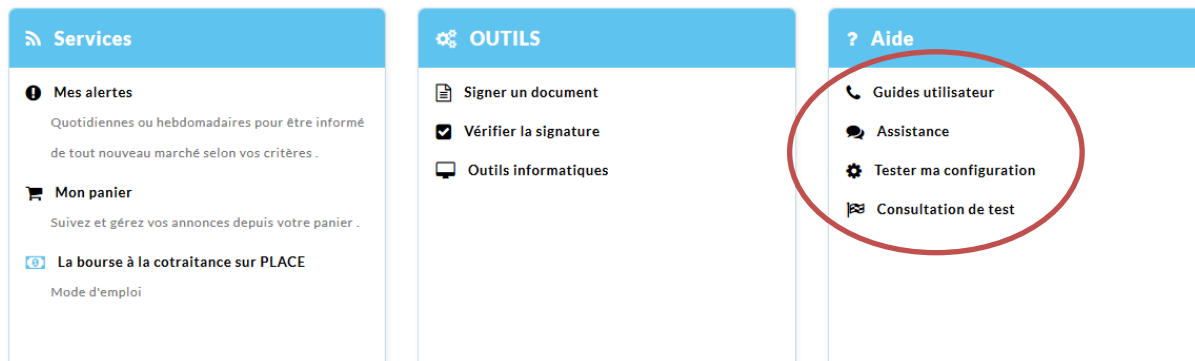 Services
Mes alertes
Quotidiennes ou hebdomadaires pour être informé
de tout nouveau marché selon vos critères .
Mon panier
Suivez et gérez vos annonces depuis votre panier .
La bourse à la cotraitance sur PLACE
Mode d'emploi
OUTILS
Signer un document
Vérifier la signature
Outils informatiques
? Aide
Guides utilisateur
Assistance
Tester ma configuration
Consultation de test